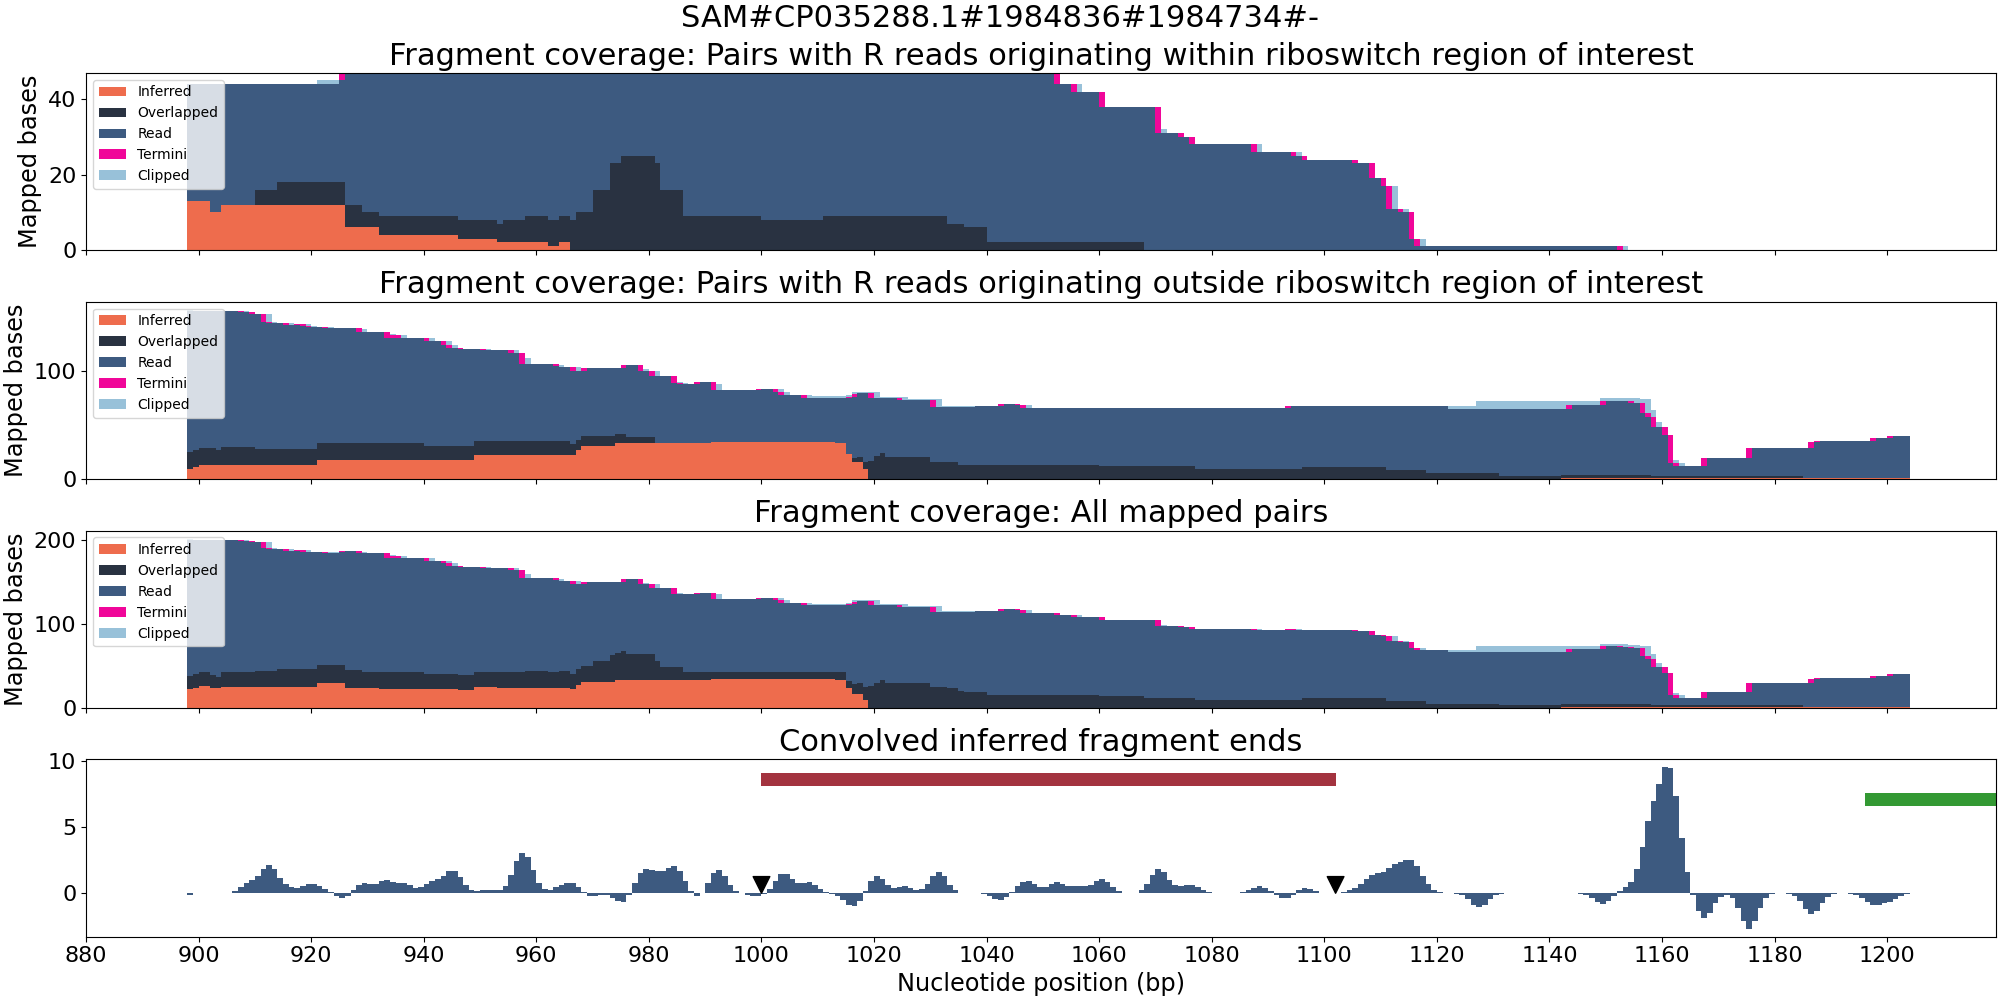 SAM#CP035288.1#1984836#1984734#-
Fragment coverage: Pairs with R reads originating within riboswitch region of interest
Mapped bases
40
20
0
Inferred
Overlapped
Read
Termini
Clipped
Fragment coverage: Pairs with R reads originating outside riboswitch region of interest
Mapped bases
100
0
Inferred
Overlapped
Read
Termini
Clipped
Fragment coverage: All mapped pairs
Mapped bases
200
100
0
Inferred
Overlapped
Read
Termini
Clipped
Convolved inferred fragment ends
10
5
0
880 900 920 940 960 980 1000 1020 1040 1060 1080 1100 1120 1140 1160 1180 1200
Nucleotide position (bp)